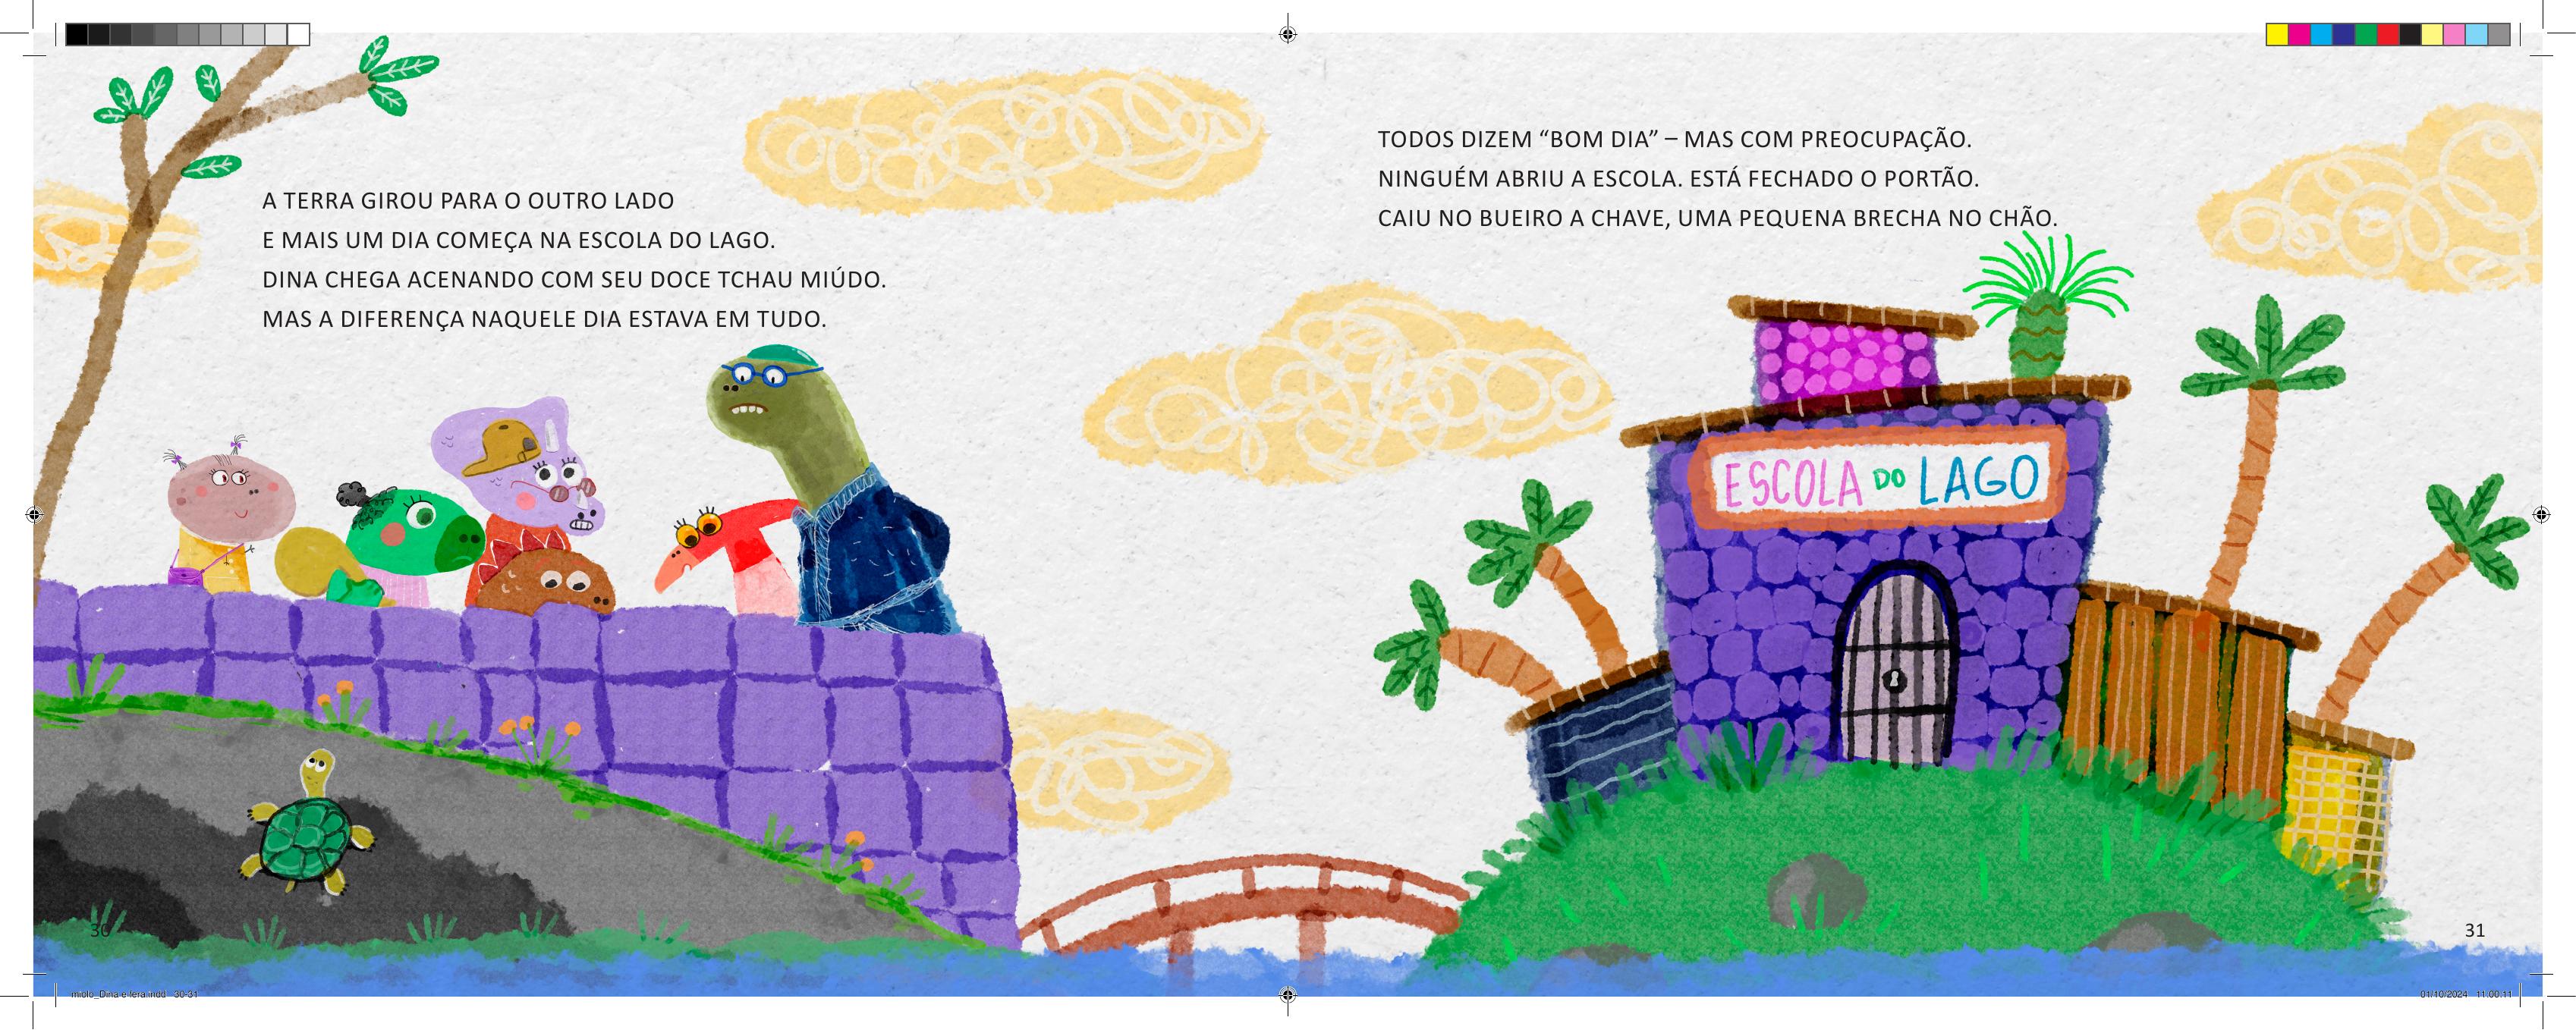 A TERRA GIROU PARA O OUTRO LADO
E MAIS UM DIA COMEÇA NA ESCOLA DO LAGO.
DINA CHEGA ACENANDO COM SEU DOCE TCHAU MIÚDO.
MAS A DIFERENÇA NAQUELE DIA ESTAVA EM TUDO.
30
TODOS DIZEM “BOM DIA” – MAS COM PREOCUPAÇÃO.
NINGUÉM ABRIU A ESCOLA. ESTÁ FECHADO O PORTÃO.
CAIU NO BUEIRO A CHAVE, UMA PEQUENA BRECHA NO CHÃO.
ESCOLA DO LAGO
31
miolo_Dina e fera.indd 30-31
01/10/2024 11:00:11